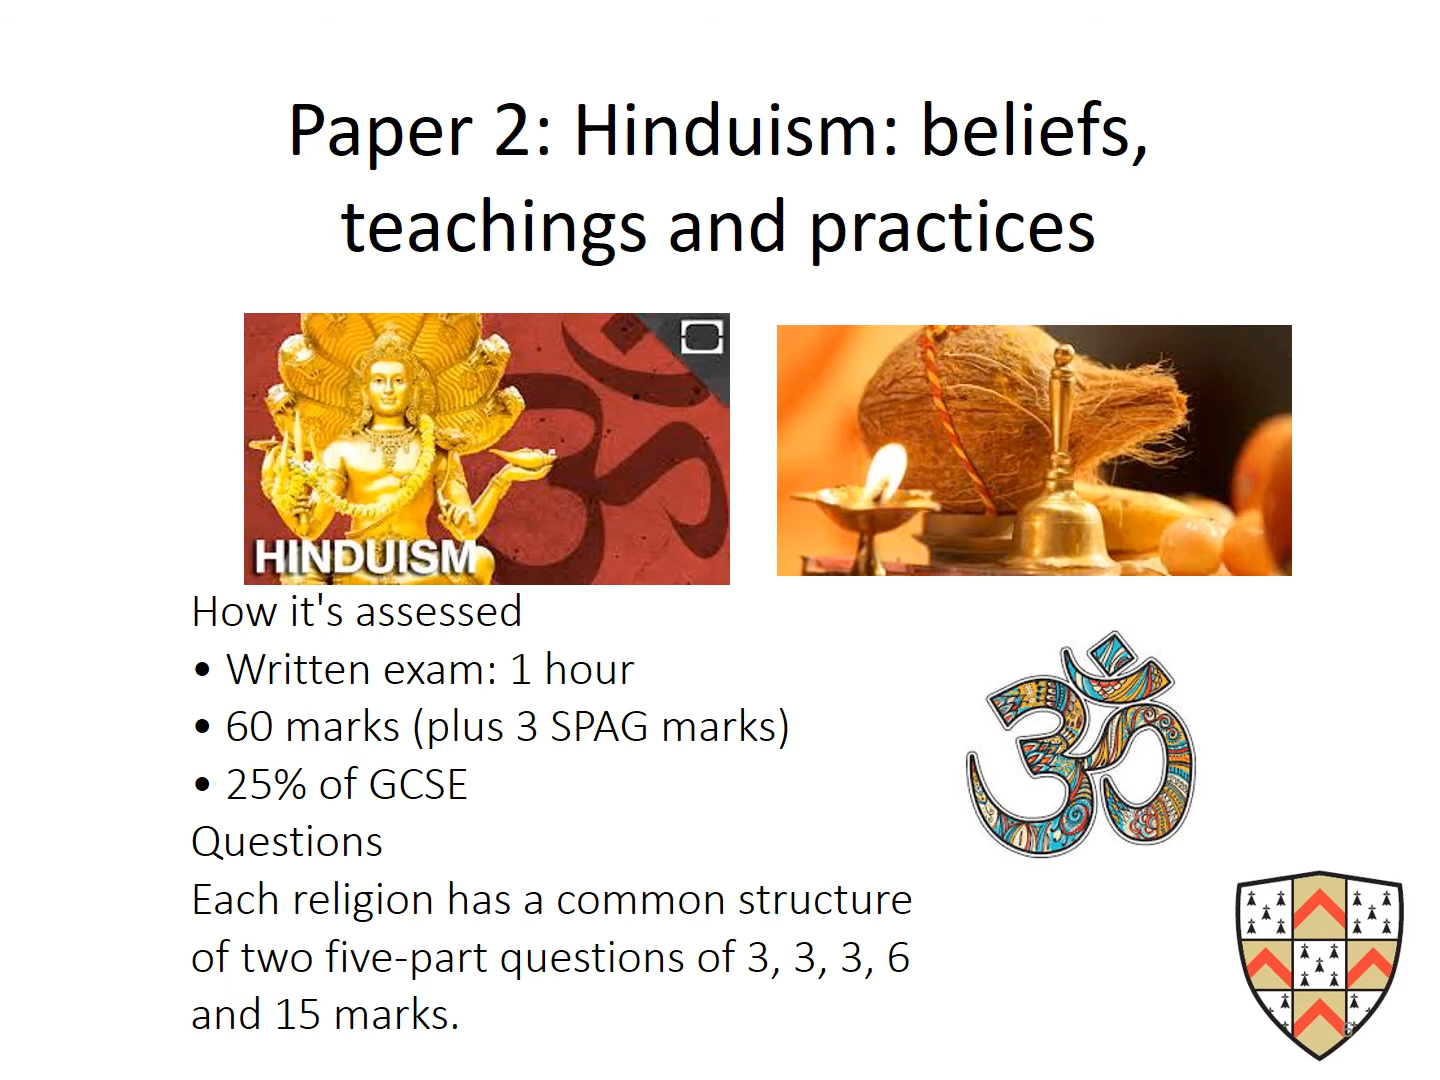 Paper 2: Hinduism: beliefs,
teachings and practices
HINDUISM
How it's assessed
• Written exam: 1 hour
• 60 marks (plus 3 SPAG marks)
• 25% of GCSE
Questions
Each religion has a common structure
of two five-part questions of 3, 3, 3, 6
and 15 marks.